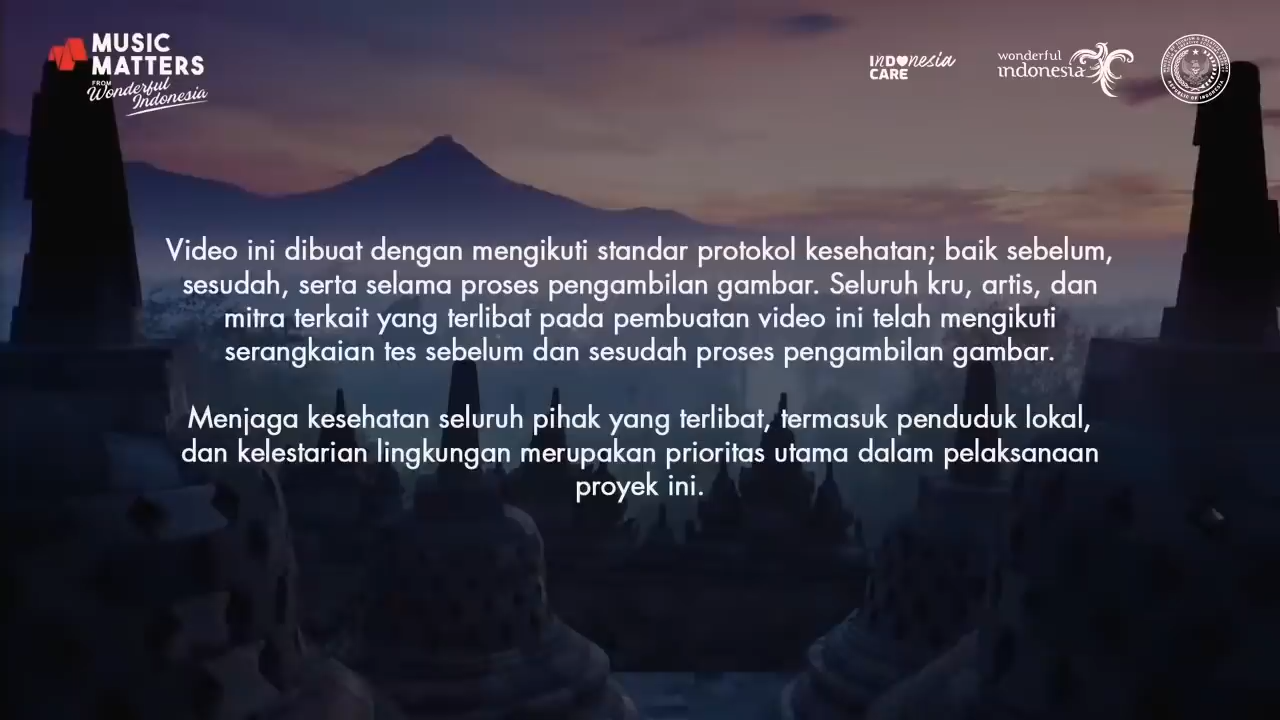 MUSIC
MATTERS
FROM
Wonderful
Indonesia
INDONESIA
CARE
wonderful
indonesia
REPUBLIC OF INDONESIA
Video ini dibuat dengan mengikuti standar protokol kesehatan; baik sebelum,
sesudah, serta selama proses pengambilan gambar. Seluruh kru, artis, dan
mitra terkait yang terlibat pada pembuatan video ini telah mengikuti
serangkaian tes sebelum dan sesudah proses pengambilan gambar.
Menjaga kesehatan seluruh pihak yang terlibat, termasuk penduduk lokal,
dan kelestarian lingkungan merupakan prioritas utama dalam pelaksanaan
proyek ini.